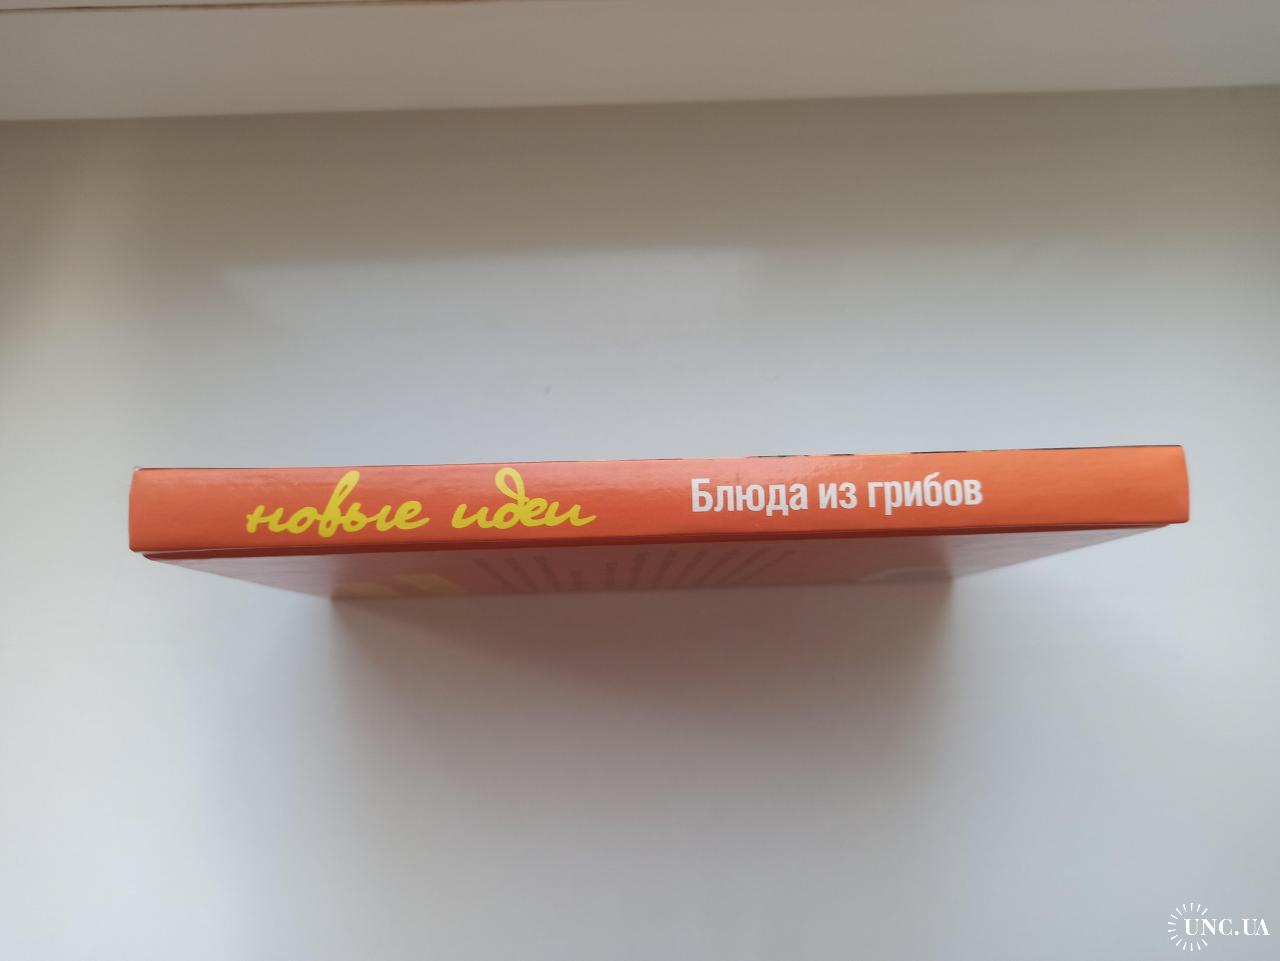 новые идеи Блюда из грибов
UNC.UA